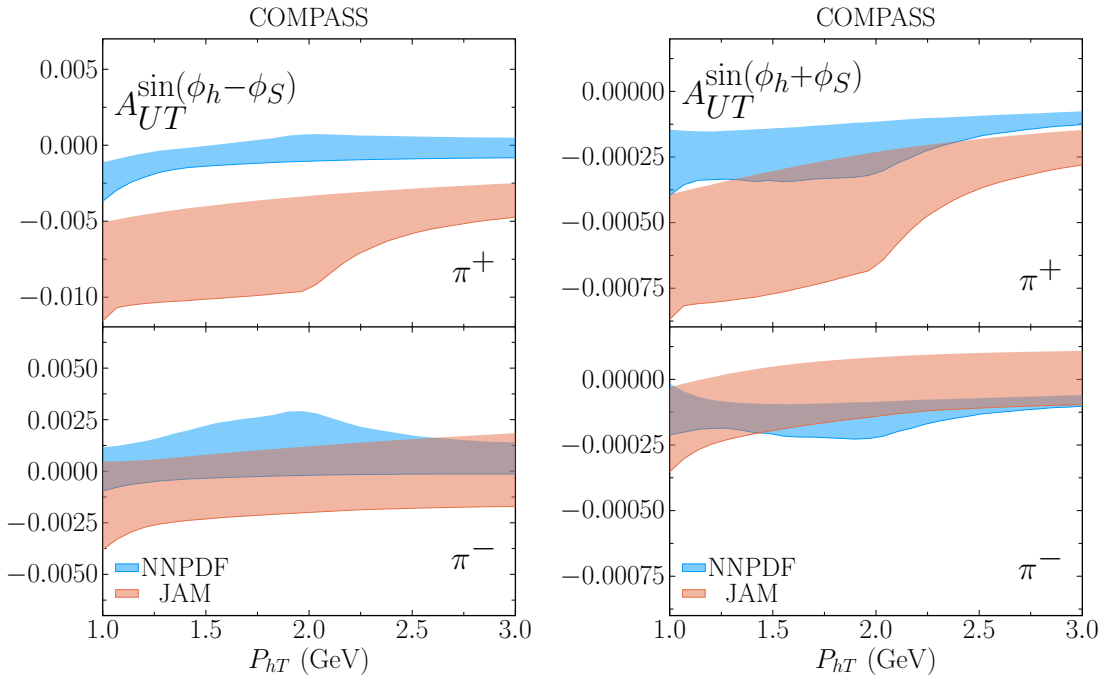 COMPASS
A_{UT}^{sin(ϕ_h−ϕ_S)}
0.005
0.000
−0.005
−0.010
π^+
0.0050
0.0025
0.0000
−0.0025
−0.0050
π^−
NNPDF
JAM
1.0 1.5 2.0 2.5 3.0
P_{hT} (GeV)
COMPASS
A_{UT}^{sin(ϕ_h+ϕ_S)}
0.00000
−0.00025
−0.00050
−0.00075
π^+
0.00000
−0.00025
−0.00050
−0.00075
π^−
NNPDF
JAM
1.0 1.5 2.0 2.5 3.0
P_{hT} (GeV)